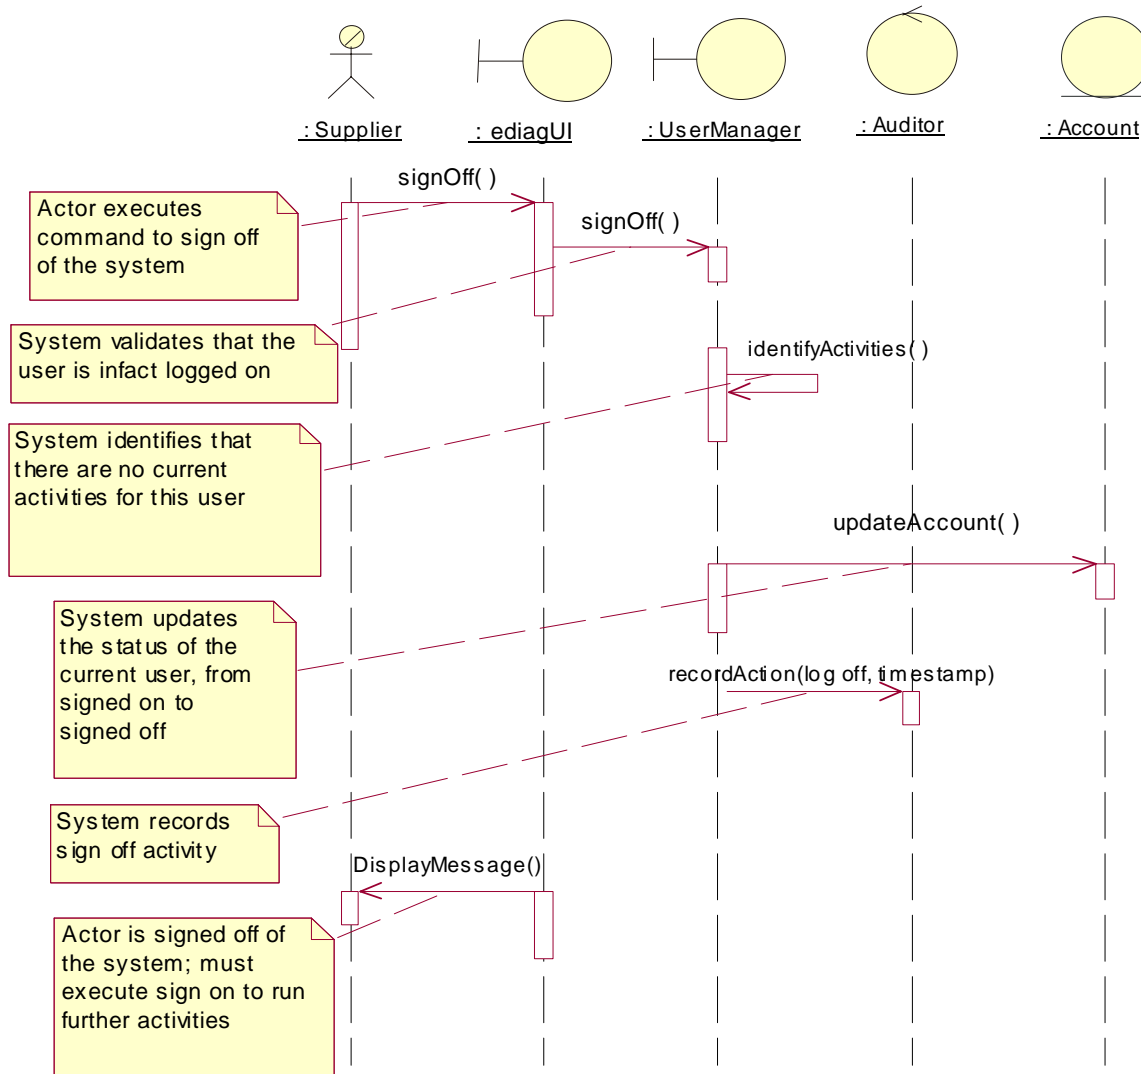 : Supplier
: ediagUI
: UserManager
: Auditor
: Account
signOff( )
Actor executes
command to sign off
of the system
signOff( )
System validates that the
user is infact logged on
identifyActivities( )
System identifies that
there are no current
activities for this user
updateAccount( )
System updates
the status of the
current user, from
signed on to
signed off
recordAction(log off, timestamp)
System records
sign off activity
DisplayMessage()
Actor is signed off of
the system; must
execute sign on to run
further activities